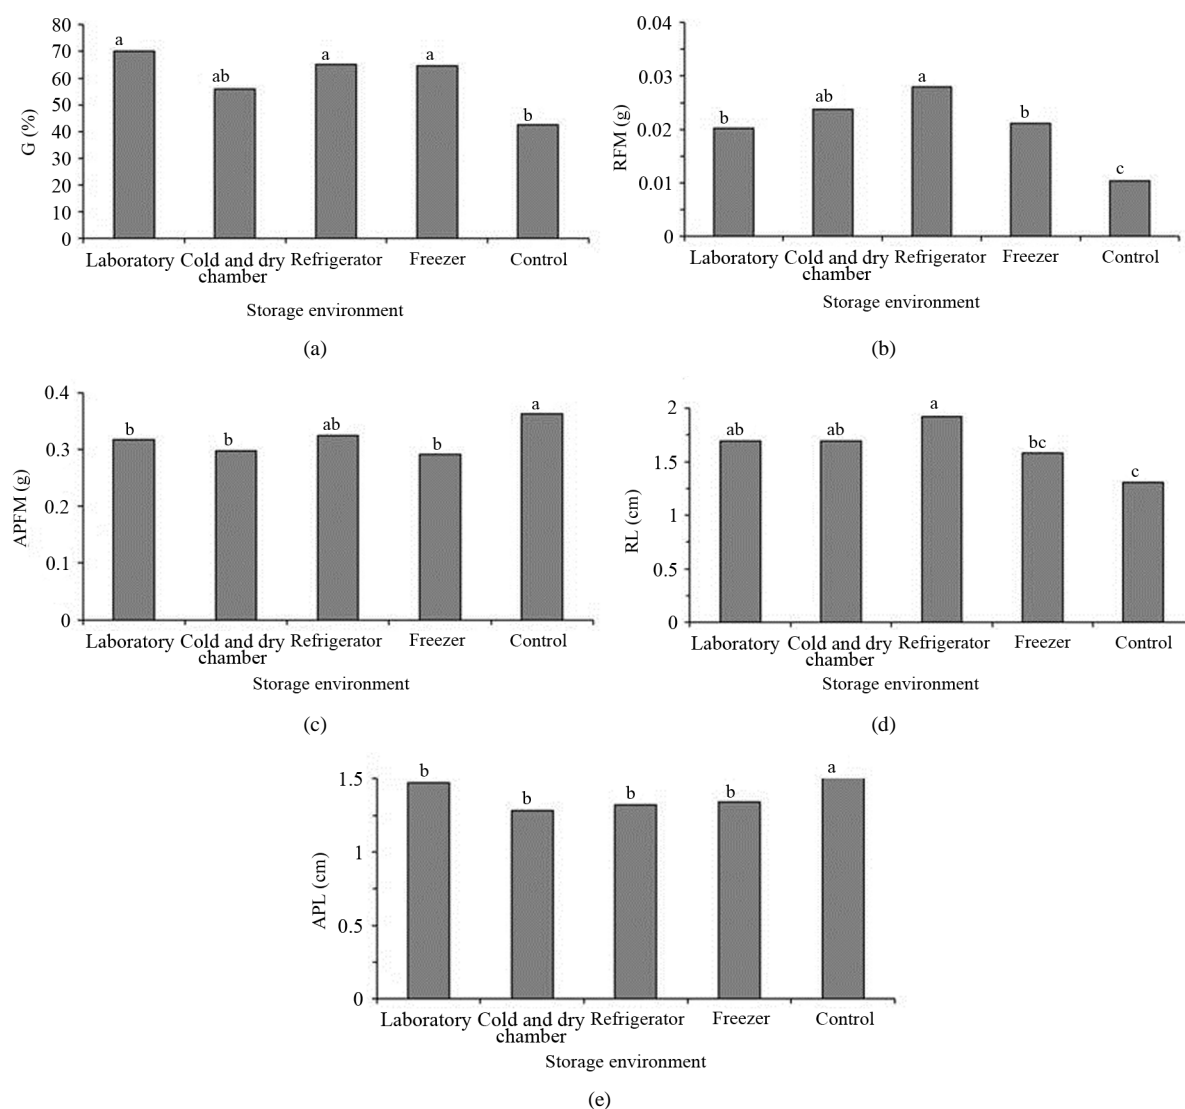 80
70
60
50
40
30
20
10
0
G (%)
a
ab
a
a
b
Laboratory
Cold and dry
chamber
Refrigerator
Freezer
Control
Storage environment
(a)
0.04
0.03
0.02
0.01
0
RFM (g)
b
ab
a
b
c
Laboratory
Cold and dry
chamber
Refrigerator
Freezer
Control
Storage environment
(b)
0.4
0.3
0.2
0.1
0
APFM (g)
b
b
ab
b
a
Laboratory
Cold and dry
chamber
Refrigerator
Freezer
Control
Storage environment
(c)
2
1.5
1
0.5
0
RL (cm)
ab
ab
a
bc
c
Laboratory
Cold and dry
chamber
Refrigerator
Freezer
Control
Storage environment
(d)
1.5
1
0.5
0
APL (cm)
b
b
b
b
a
Laboratory
Cold and dry
chamber
Refrigerator
Freezer
Control
Storage environment
(e)